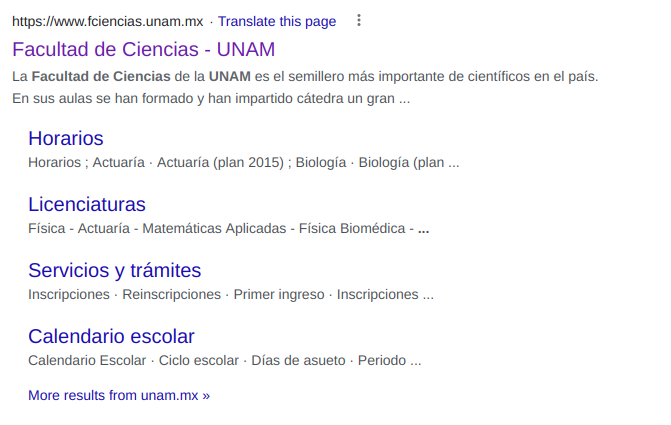 https://www.fciencias.unam.mx · Translate this page
Facultad de Ciencias - UNAM
La Facultad de Ciencias de la UNAM es el semillero más importante de científicos en el país.
En sus aulas se han formado y han impartido cátedra un gran ...
Horarios
Horarios ; Actuaría · Actuaría (plan 2015) ; Biología · Biología (plan ...
Licenciaturas
Física - Actuaría - Matemáticas Aplicadas - Física Biomédica - ...
Servicios y trámites
Inscripciones · Reinscripciones · Primer ingreso · Inscripciones ...
Calendario escolar
Calendario Escolar · Ciclo escolar · Días de asueto · Periodo ...
More results from unam.mx »